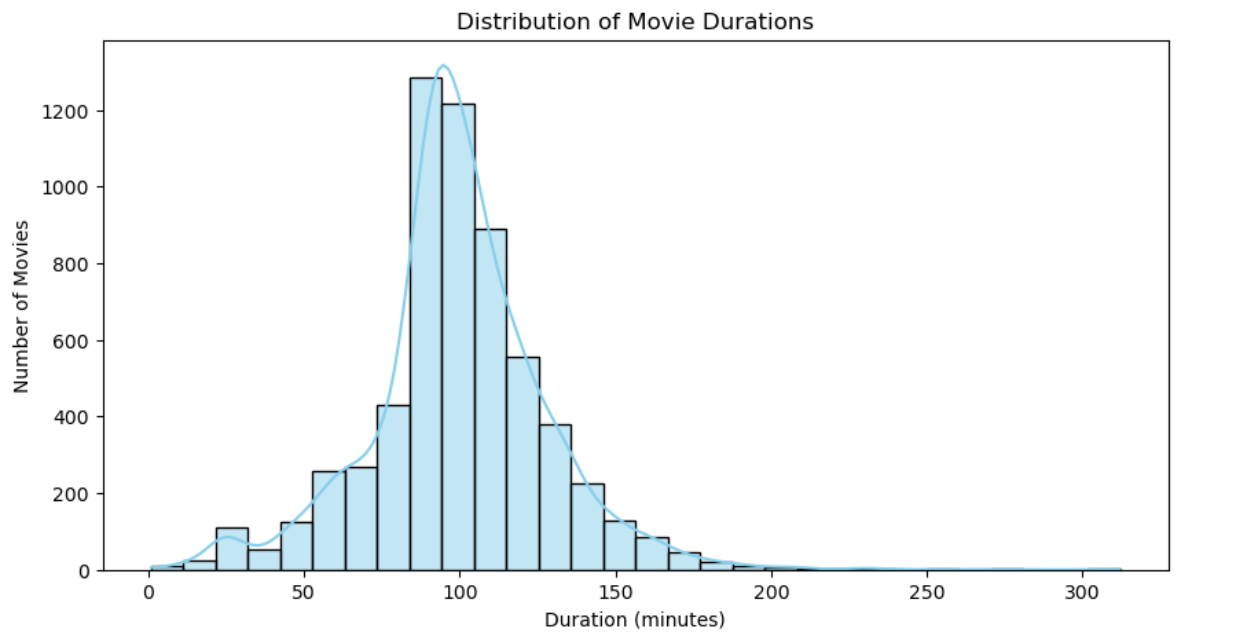 Distribution of Movie Durations
Number of Movies
1200
1000
800
600
400
200
0
0 50 100 150 200 250 300
Duration (minutes)